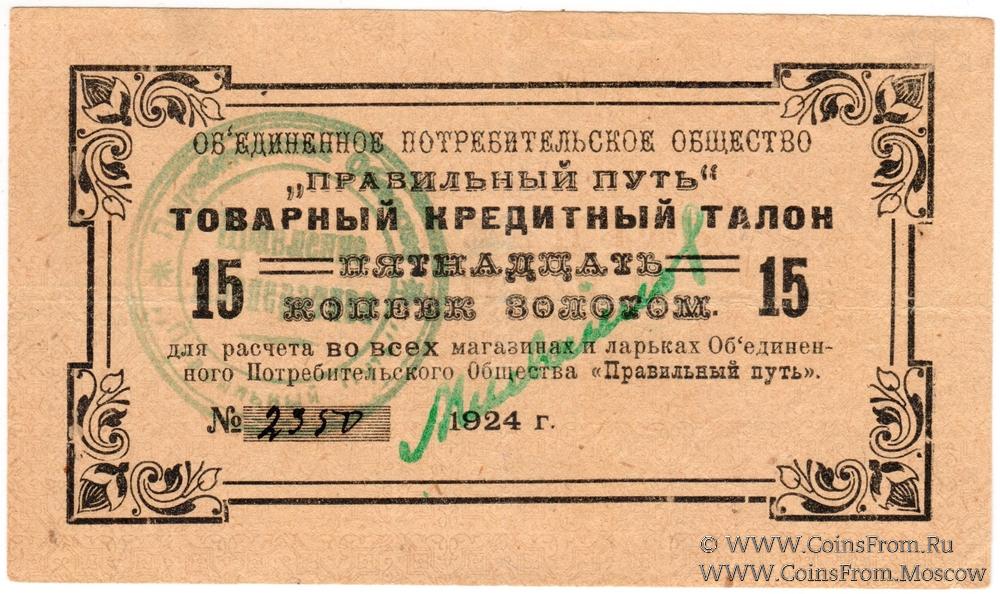 ОБ'ЕДИНЕННОЕ ПОТРЕБИТЕЛЬСКОЕ ОБЩЕСТВО
„ПРАВИЛЬНЫЙ ПУТЬ“
ТОВАРНЫЙ КРЕДИТНЫЙ ТАЛОН
15 ПЯТНАДЦАТЬ 15
КОПЕЕК ЗОЛОТОМ.
для расчета во всех магазинах и ларьках Об'единен-
ного Потребительского Общества «Правильный путь».
№ 2350 1924 г.
© WWW.CoinsFrom.Ru
WWW.CoinsFrom.Moscow